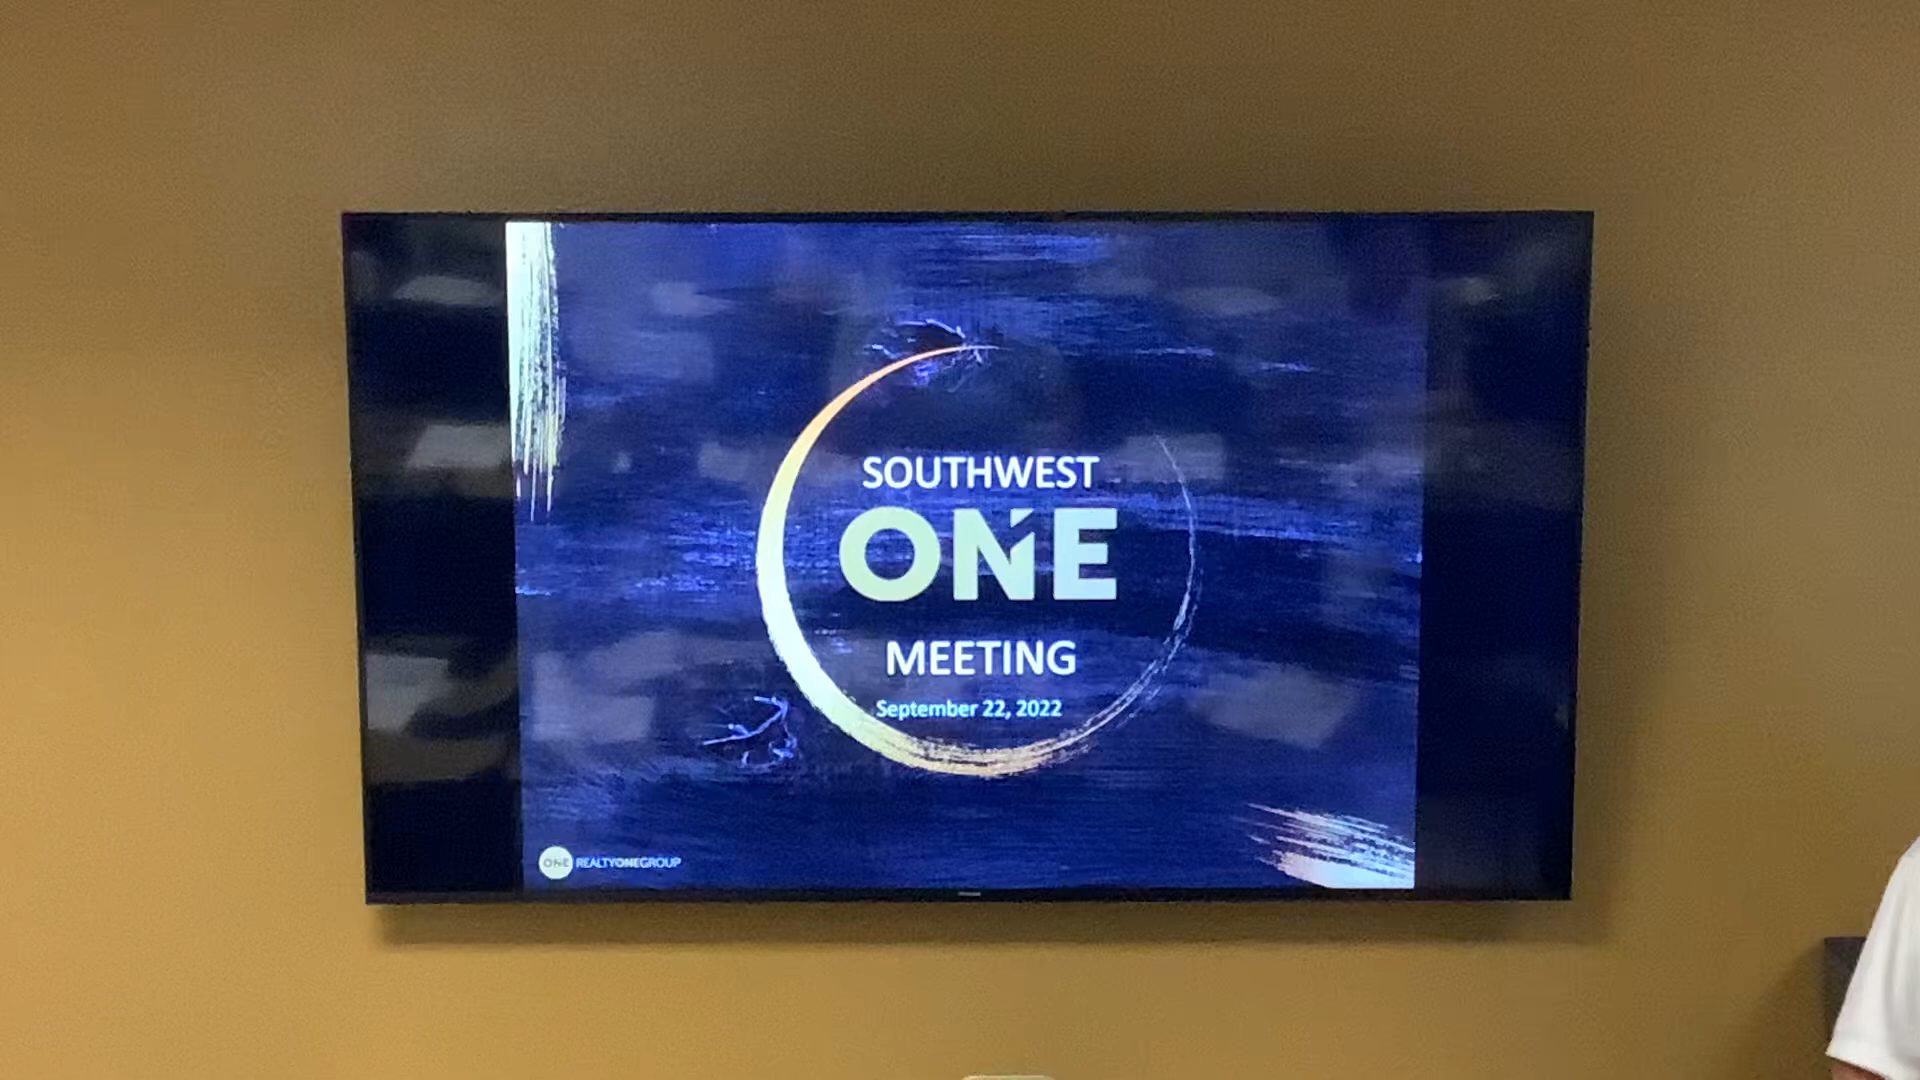 SOUTHWEST
ONE
MEETING
September 22, 2022
ONE REALTYONEGROUP